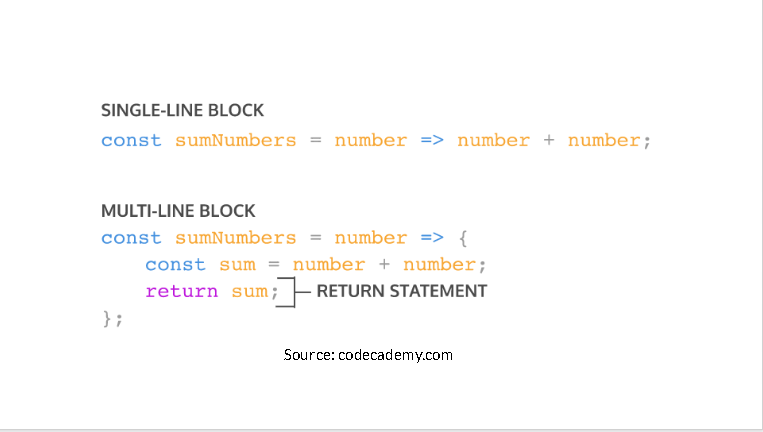 SINGLE-LINE BLOCK
const sumNumbers = number => number + number;
MULTI-LINE BLOCK
const sumNumbers = number => {
const sum = number + number;
return sum; RETURN STATEMENT
};
Source: codecademy.com